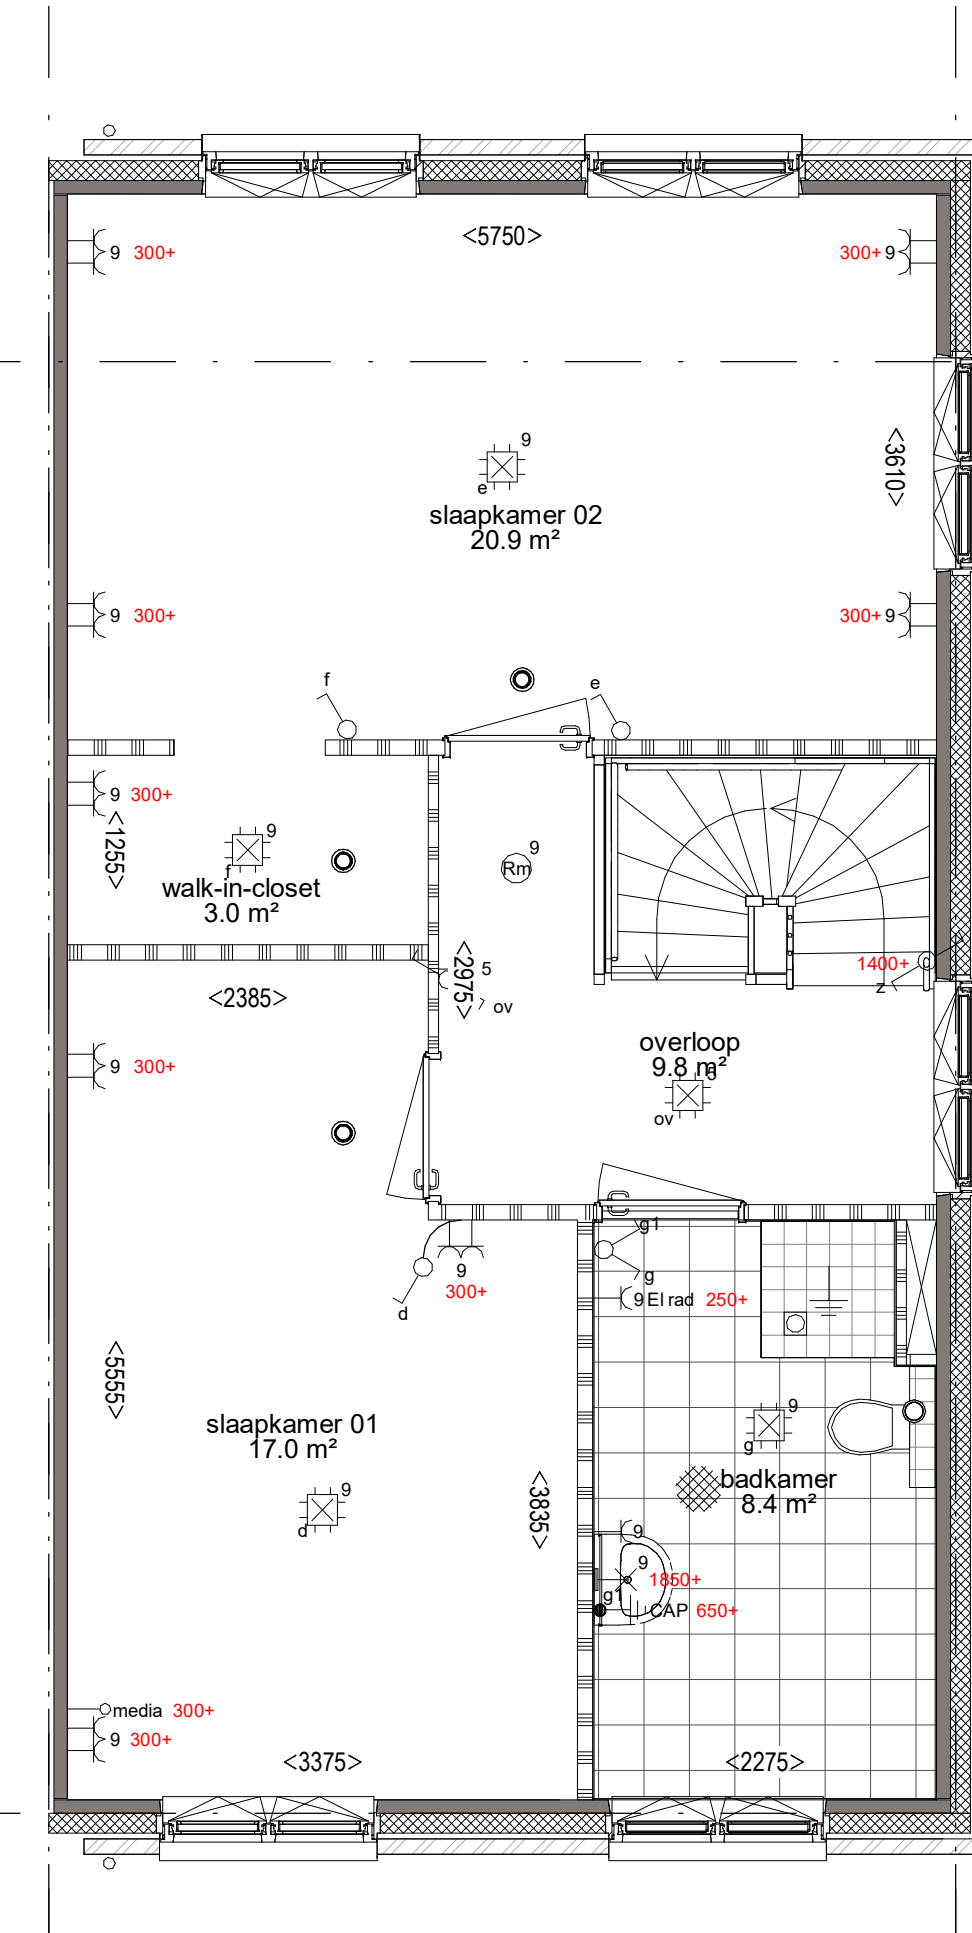 <5750>
9 300+
300+ 9
<3610>
9
e
slaapkamer 02
20.9 m²
9 300+
300+ 9
f
e
9 300+
<1255>
9
f
walk-in-closet
3.0 m²
9
Rm
<2975>
5
ov
1400+
z
<2385>
overloop
9.8 m²
5
ov
9 300+
g1
g
9
300+
d
9 El rad 250+
<5555>
slaapkamer 01
17.0 m²
9
d
<3835>
9
g
badkamer
8.4 m²
9
9
1850+
g1
CAP 650+
media 300+
9 300+
<3375>
<2275>